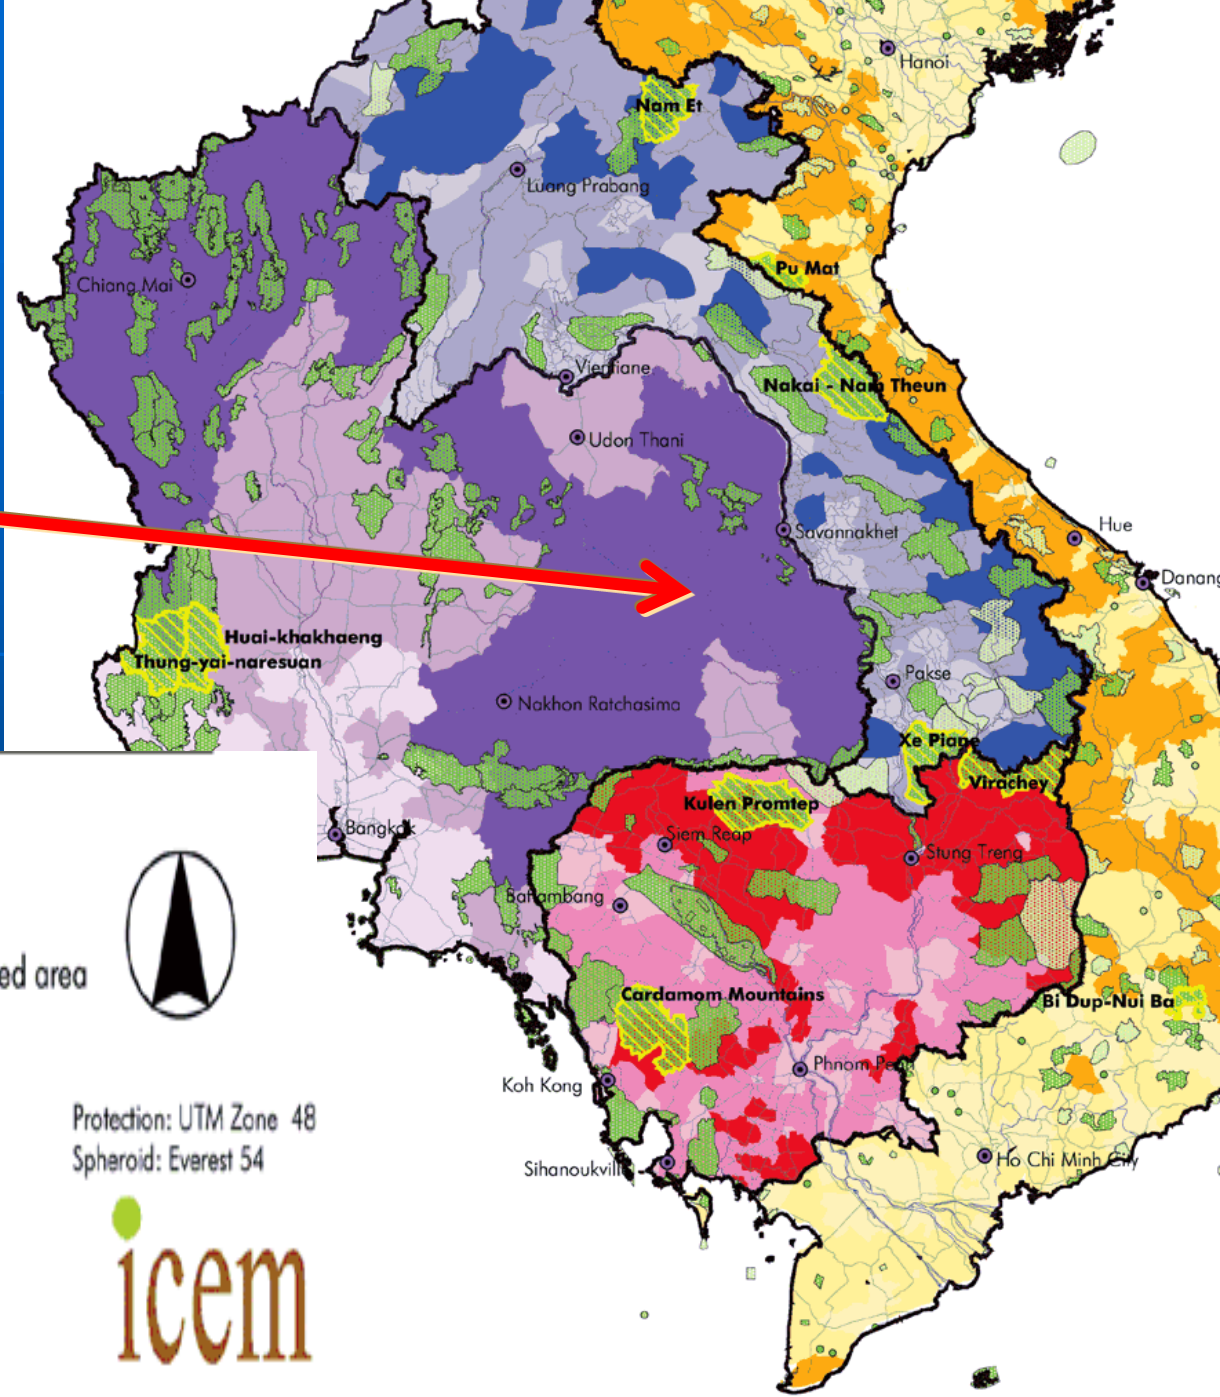 Hanoi
Nam Et
Luang Prabang
Pu Mat
Chiang Mai
Vientiane
Nakai - Nam Theun
Udon Thani
Savannakhet
Hue
Danang
Huai-khakhaeng
Thung-yai-naresuan
Pakse
Nakhon Ratchasima
Xe Piane
Virachey
Kulen Promtep
Bangkok
Siem Reap
Stung Treng
Battambang
ed area
Cardamom Mountains
Bi Dup-Nui Ba
Phnom Penh
Koh Kong
Protection: UTM Zone 48
Spheroid: Everest 54
Ho Chi Minh City
Sihanoukville
icem